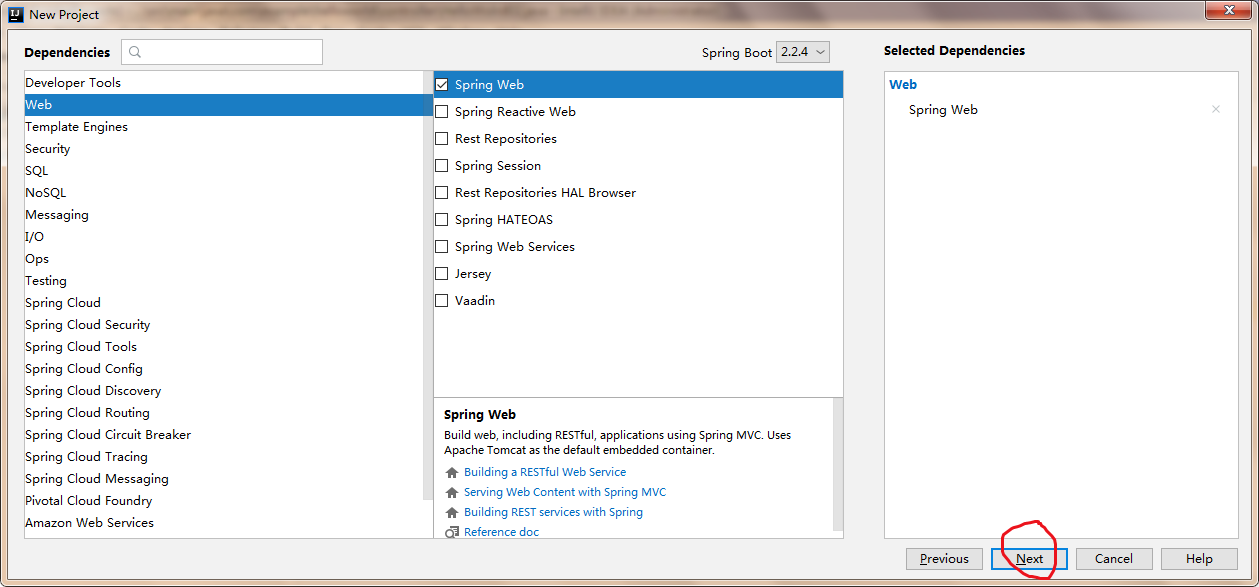 New Project
Dependencies
Spring Boot 2.2.4
Selected Dependencies
Developer Tools
Web
Template Engines
Security
SQL
NoSQL
Messaging
I/O
Ops
Testing
Spring Cloud
Spring Cloud Security
Spring Cloud Tools
Spring Cloud Config
Spring Cloud Discovery
Spring Cloud Routing
Spring Cloud Circuit Breaker
Spring Cloud Tracing
Spring Cloud Messaging
Pivotal Cloud Foundry
Amazon Web Services
Spring Web
Spring Reactive Web
Rest Repositories
Spring Session
Rest Repositories HAL Browser
Spring HATEOAS
Spring Web Services
Jersey
Vaadin
Spring Web
Build web, including RESTful, applications using Spring MVC. Uses
Apache Tomcat as the default embedded container.
Building a RESTful Web Service
Serving Web Content with Spring MVC
Building REST services with Spring
Reference doc
Web
Spring Web
Previous
Next
Cancel
Help